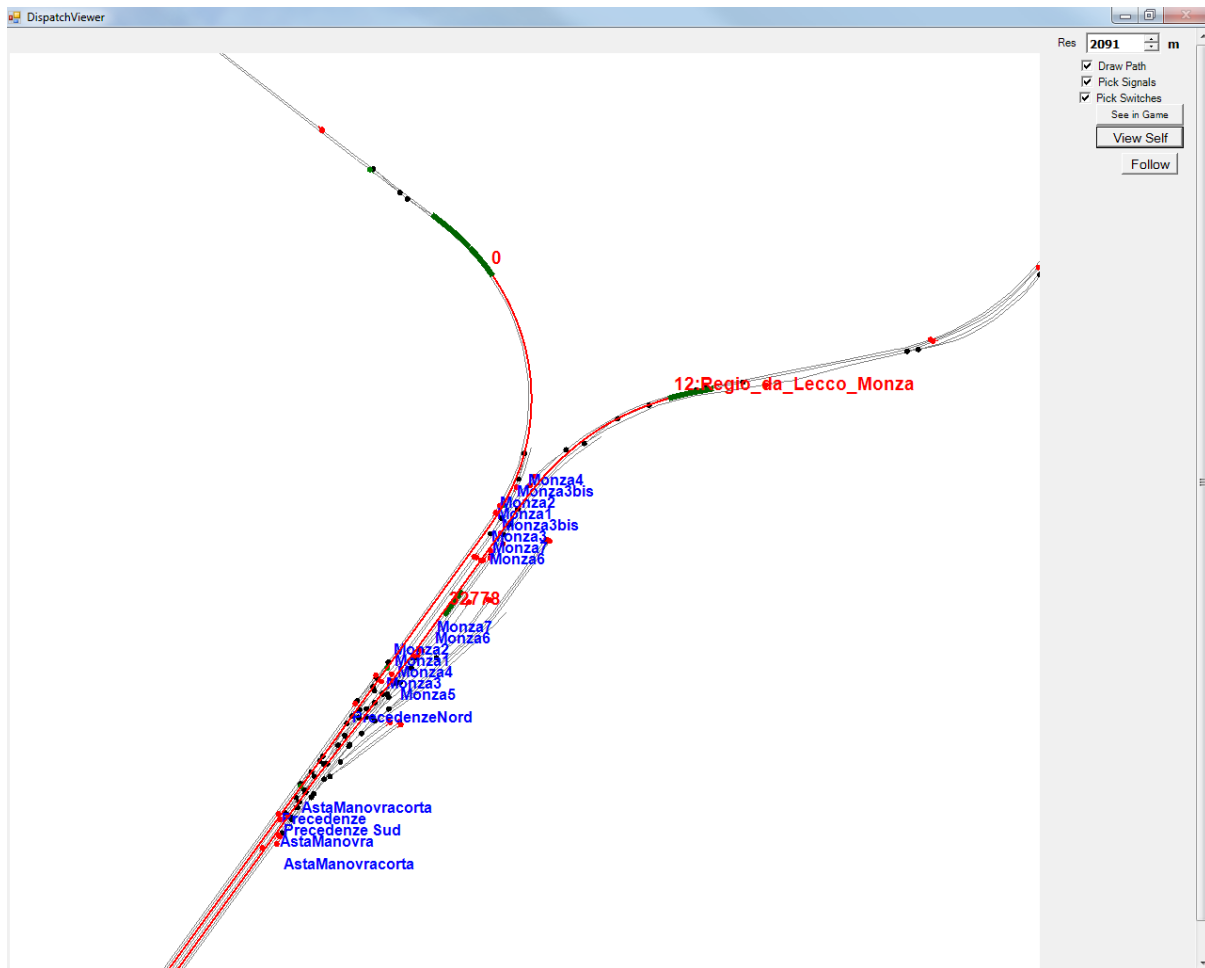 DispatchViewer
Res 2091 m
Draw Path
Pick Signals
Pick Switches
See in Game
View Self
Follow
0
12:Regio_da_Lecco_Monza
Monza4
Monza3bis
Monza2
Monza1
Monza3bis
Monza3
Monza7
Monza6
32778
Monza7
Monza6
Monza2
Monza1
Monza4
Monza3
Monza5
PrecedenzeNord
AstaManovracorta
Precedenze
Precedenze Sud
AstaManovra
AstaManovracorta